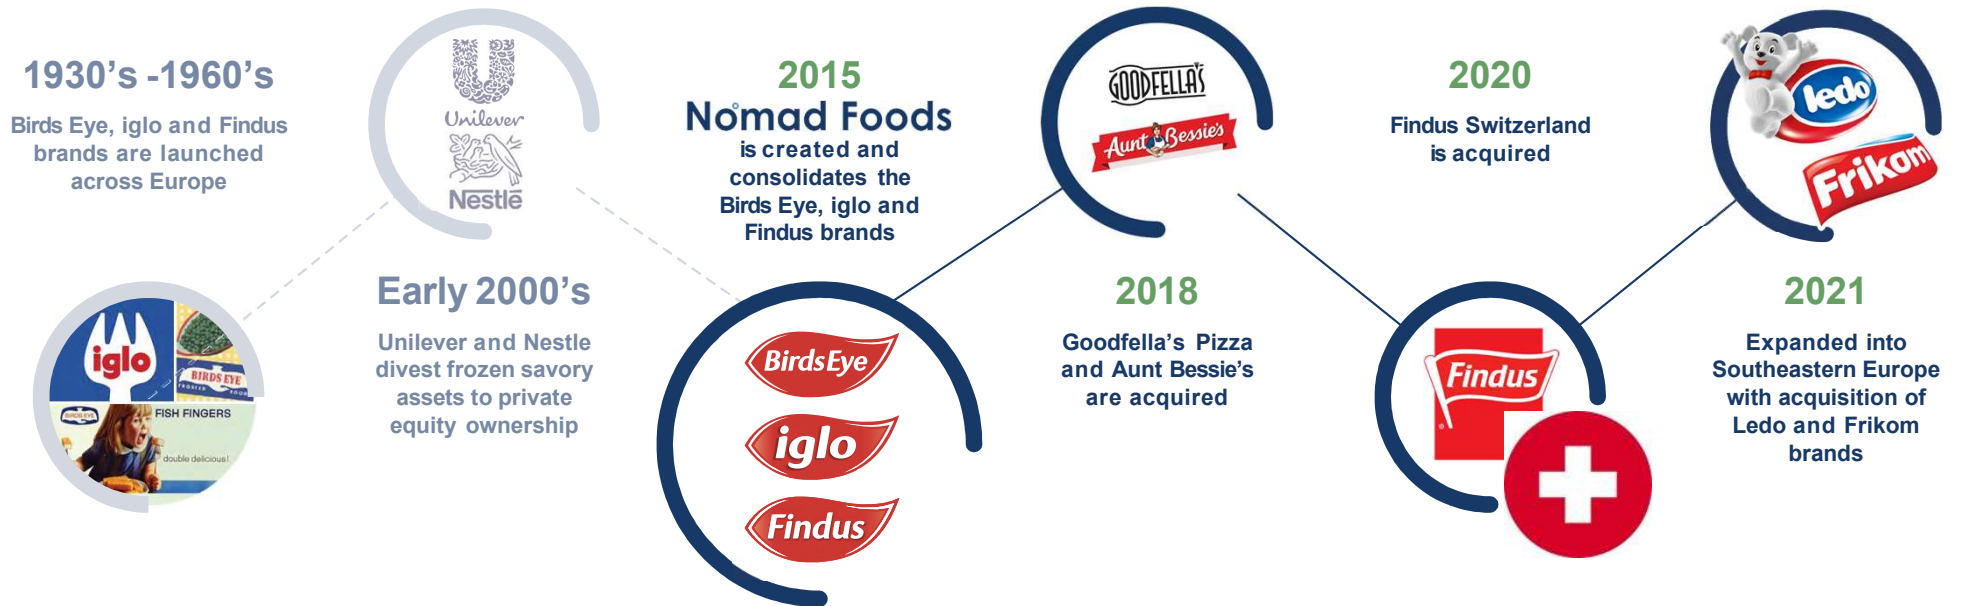 1930's -1960's
Birds Eye, iglo and Findus
brands are launched
across Europe
iglo
BIRDS EYE
FROSTED
BIRDS EYE
FISH FINGERS
double delicious!
Unilever
Nestlé
Early 2000's
Unilever and Nestle
divest frozen savory
assets to private
equity ownership
2015
Nomad Foods
is created and
consolidates the
Birds Eye, iglo and
Findus brands
BirdsEye
iglo
Findus
GOODFELLA'S
Aunt Bessie's
2018
Goodfella's Pizza
and Aunt Bessie's
are acquired
2020
Findus Switzerland
is acquired
Findus
ledo
Frikom
2021
Expanded into
Southeastern Europe
with acquisition of
Ledo and Frikom
brands